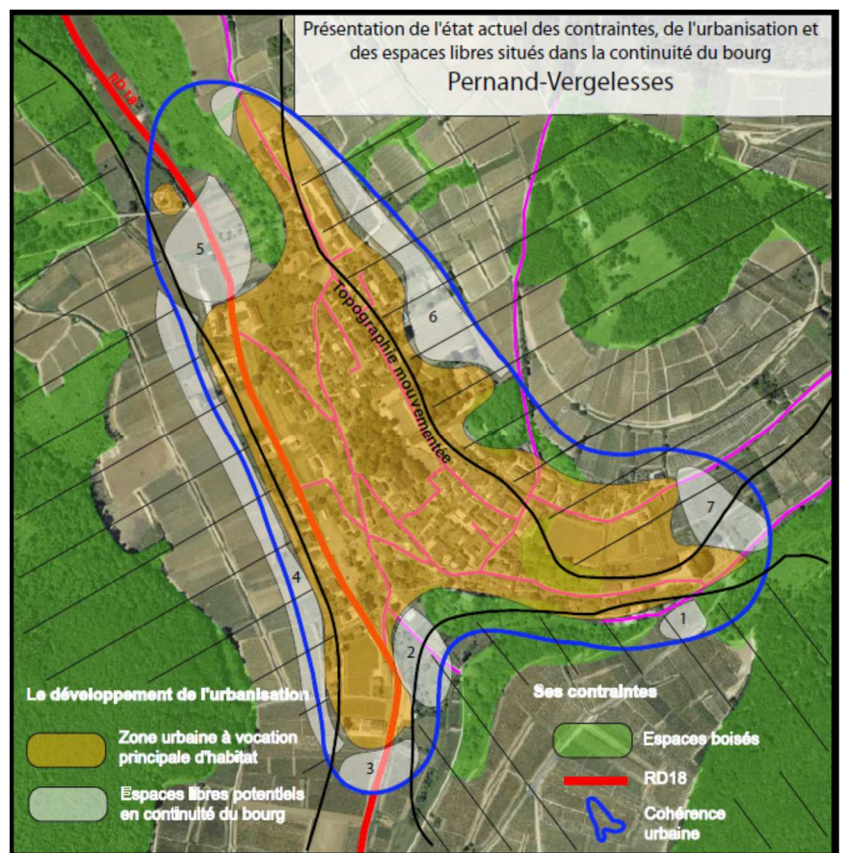 Présentation de l'état actuel des contraintes, de l'urbanisation et
des espaces libres situés dans la continuité du bourg
Pernand-Vergelesses
RD18
5
6
Topographie mouvementée
7
4
1
2
3
Le développement de l'urbanisation
Zone urbaine à vocation
principale d'habitat
Espaces libres potentiels
en continuité du bourg
Ses contraintes
Espaces boisés
RD18
Cohérence
urbaine